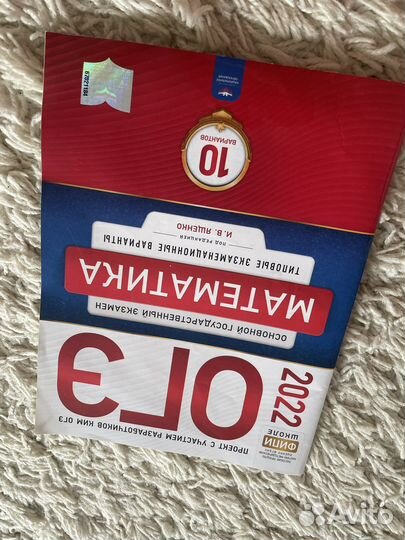 ФИПИ
ШКОЛЕ
ПРОЕКТ С УЧАСТИЕМ РАЗРАБОТЧИКОВ КИМ ОГЭ
2022
ОГЭ
ОСНОВНОЙ ГОСУДАРСТВЕННЫЙ ЭКЗАМЕН
МАТЕМАТИКА
ТИПОВЫЕ ЭКЗАМЕНАЦИОННЫЕ ВАРИАНТЫ
ПОД РЕДАКЦИЕЙ
И. В. ЯЩЕНКО
10
ВАРИАНТОВ
Avito